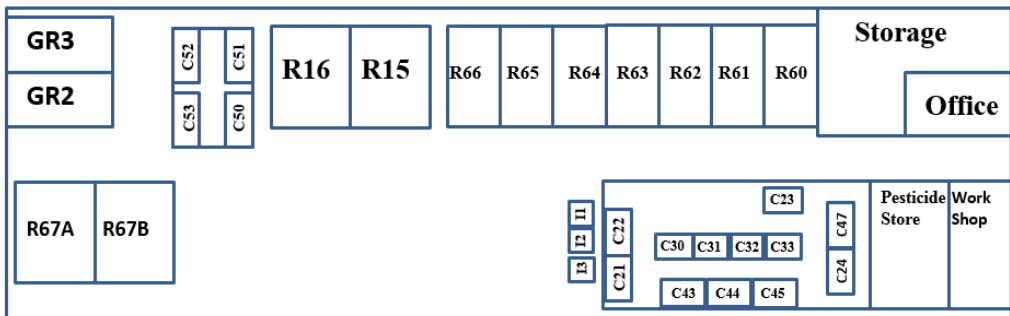 GR3
GR2
C52
C51
C53
C50
R16
R15
R66
R65
R64
R63
R62
R61
R60
Storage
Office
R67A
R67B
I1
I2
I3
C22
C21
C23
C30
C31
C32
C33
C43
C44
C45
C47
C24
Pesticide
Store
Work
Shop